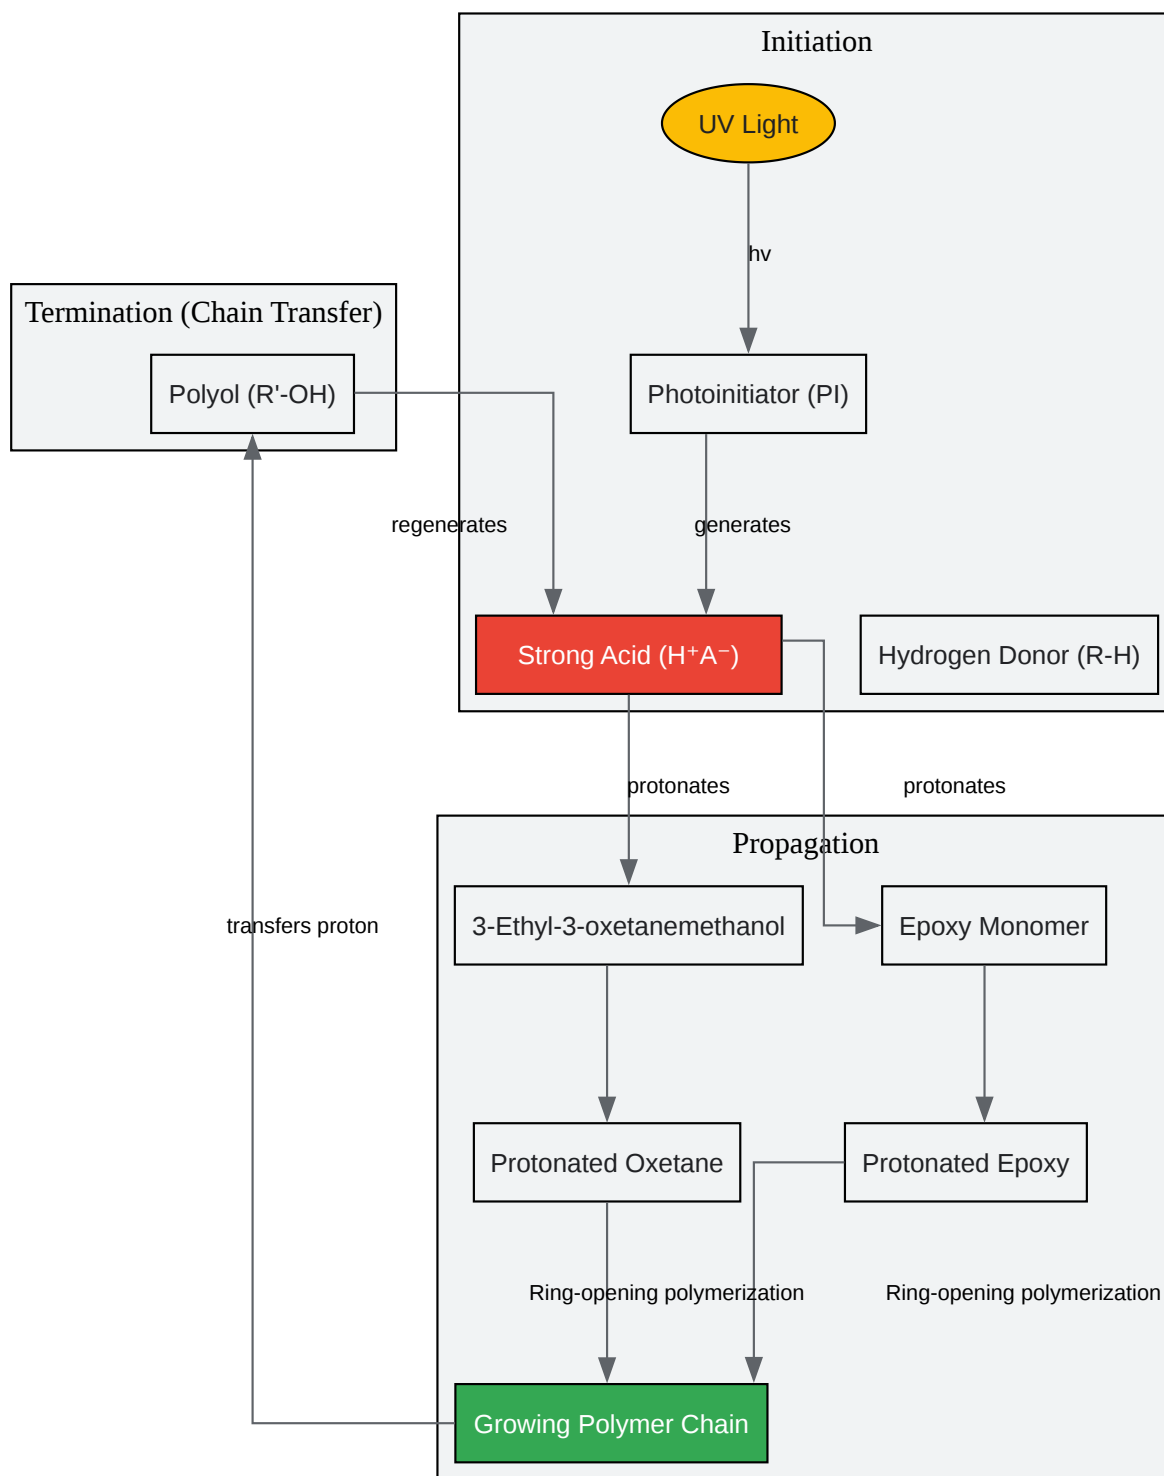 Initiation
UV Light
hv
Termination (Chain Transfer)
Polyol (R'-OH)
Photoinitiator (PI)
regenerates
generates
Strong Acid (H⁺A⁻)
Hydrogen Donor (R-H)
protonates
protonates
Propagation
3-Ethyl-3-oxetanemethanol
Epoxy Monomer
transfers proton
Protonated Oxetane
Protonated Epoxy
Ring-opening polymerization
Ring-opening polymerization
Growing Polymer Chain